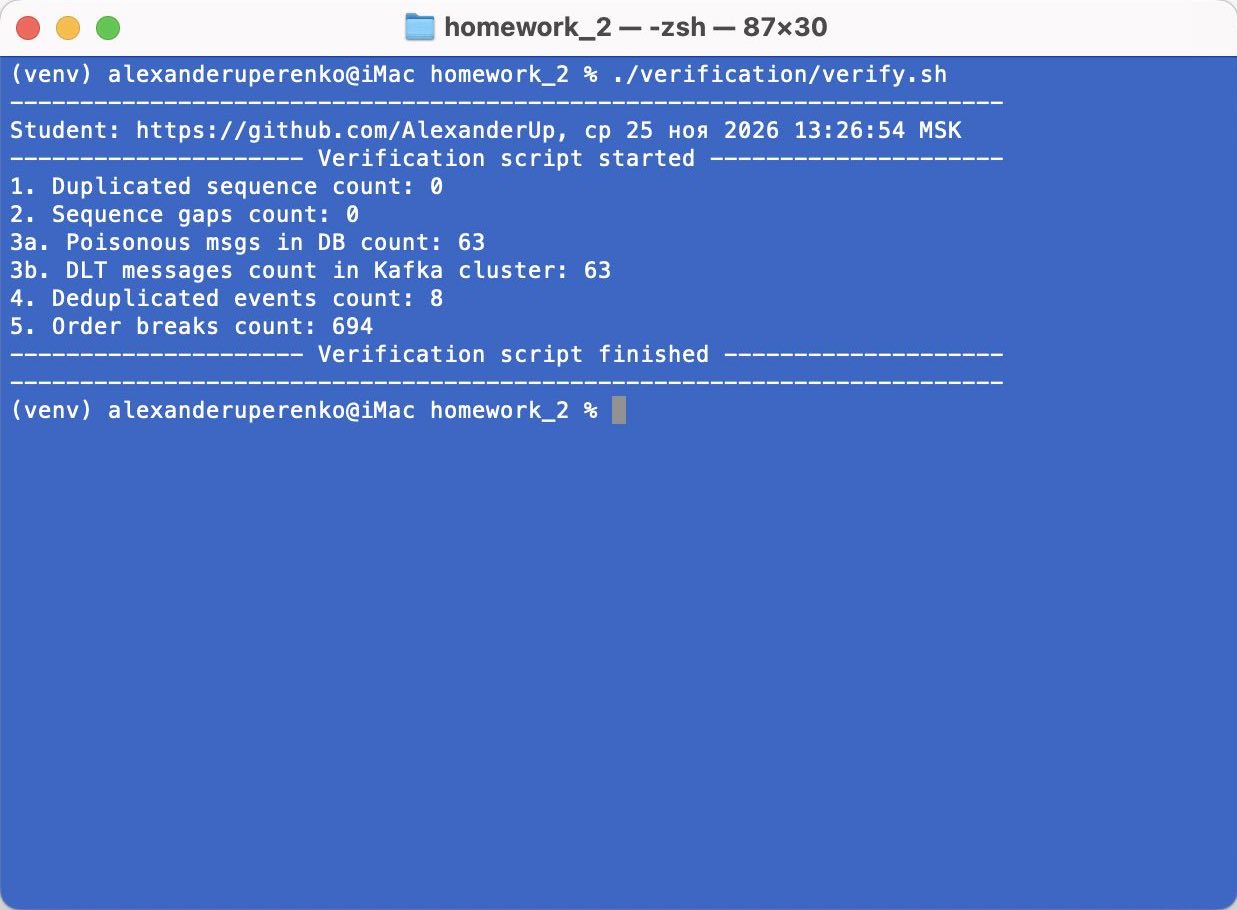 homework_2 — -zsh — 87×30
(venv) alexanderuperenko@iMac homework_2 % ./verification/verify.sh
-----------------------------------------------------------------------
Student: https://github.com/AlexanderUp, ср 25 ноя 2026 13:26:54 MSK
--------------------- Verification script started ---------------------
1. Duplicated sequence count: 0
2. Sequence gaps count: 0
3a. Poisonous msgs in DB count: 63
3b. DLT messages count in Kafka cluster: 63
4. Deduplicated events count: 8
5. Order breaks count: 694
--------------------- Verification script finished --------------------
-----------------------------------------------------------------------
(venv) alexanderuperenko@iMac homework_2 %